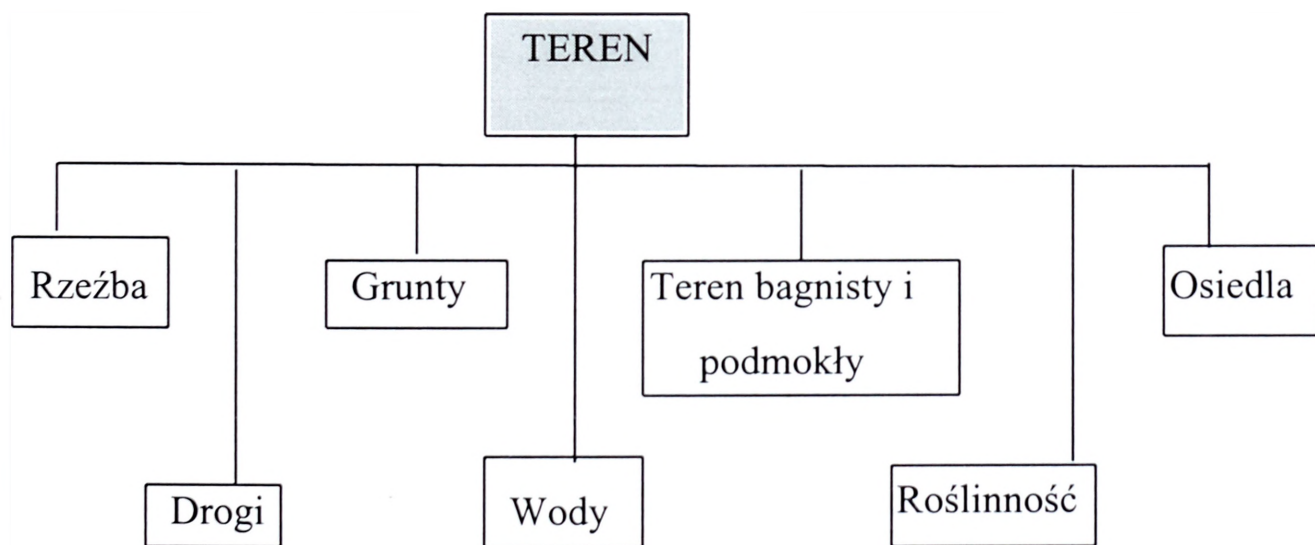 TEREN
Rzeźba
Grunty
Teren bagnisty i
podmokły
Osiedla
Drogi
Wody
Roślinność